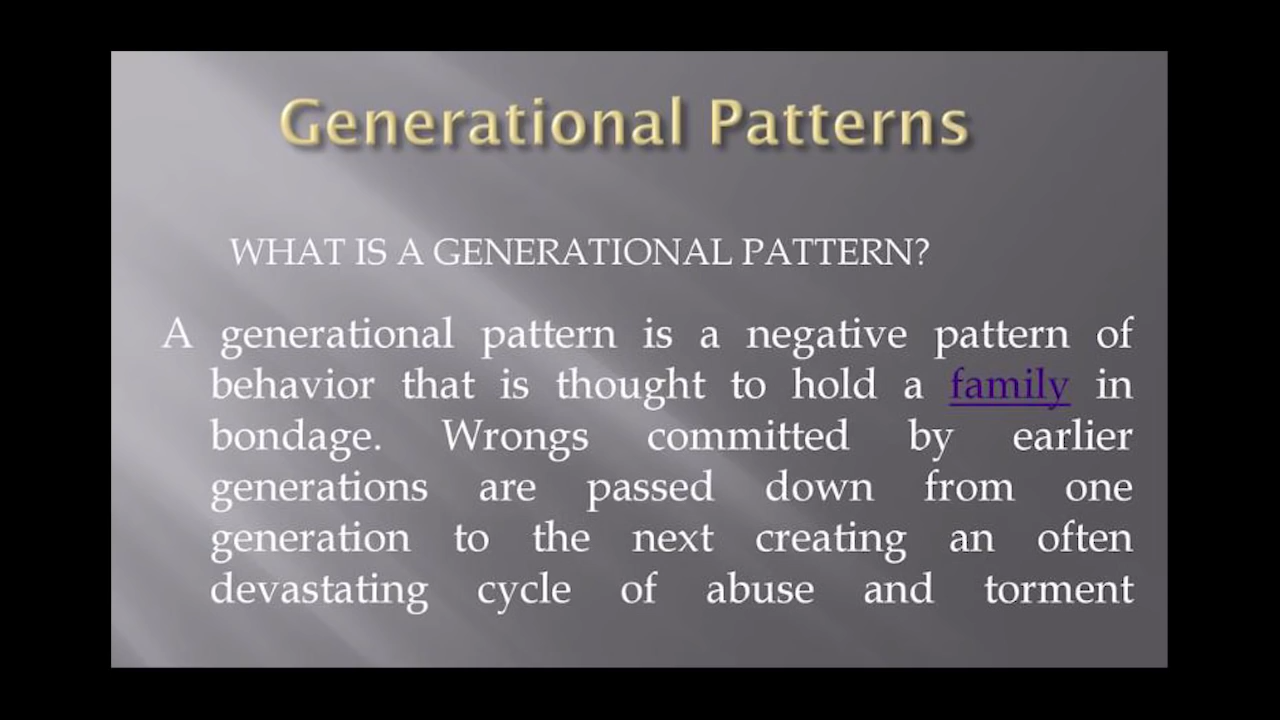 Generational Patterns
WHAT IS A GENERATIONAL PATTERN?
A generational pattern is a negative pattern of
behavior that is thought to hold a family in
bondage. Wrongs committed by earlier
generations are passed down from one
generation to the next creating an often
devastating cycle of abuse and torment